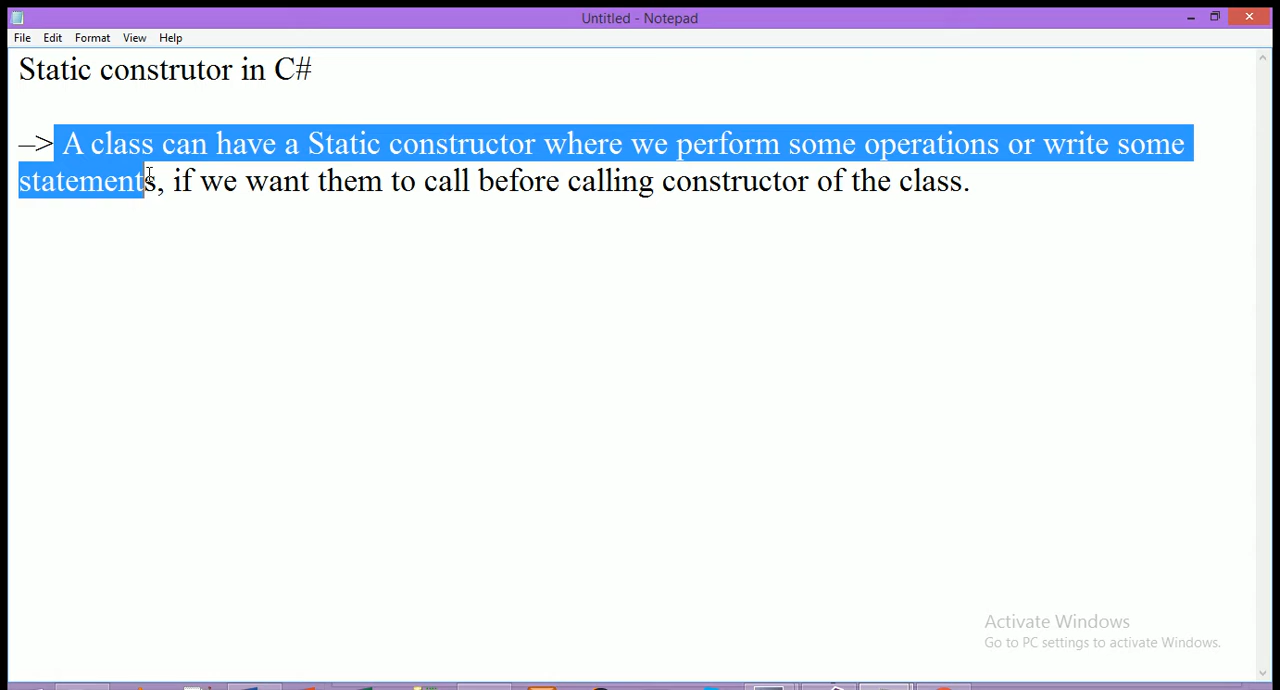 Untitled - Notepad
File Edit Format View Help
Static construtor in C#
–> A class can have a Static constructor where we perform some operations or write some
statements, if we want them to call before calling constructor of the class.
Activate Windows
Go to PC settings to activate Windows.